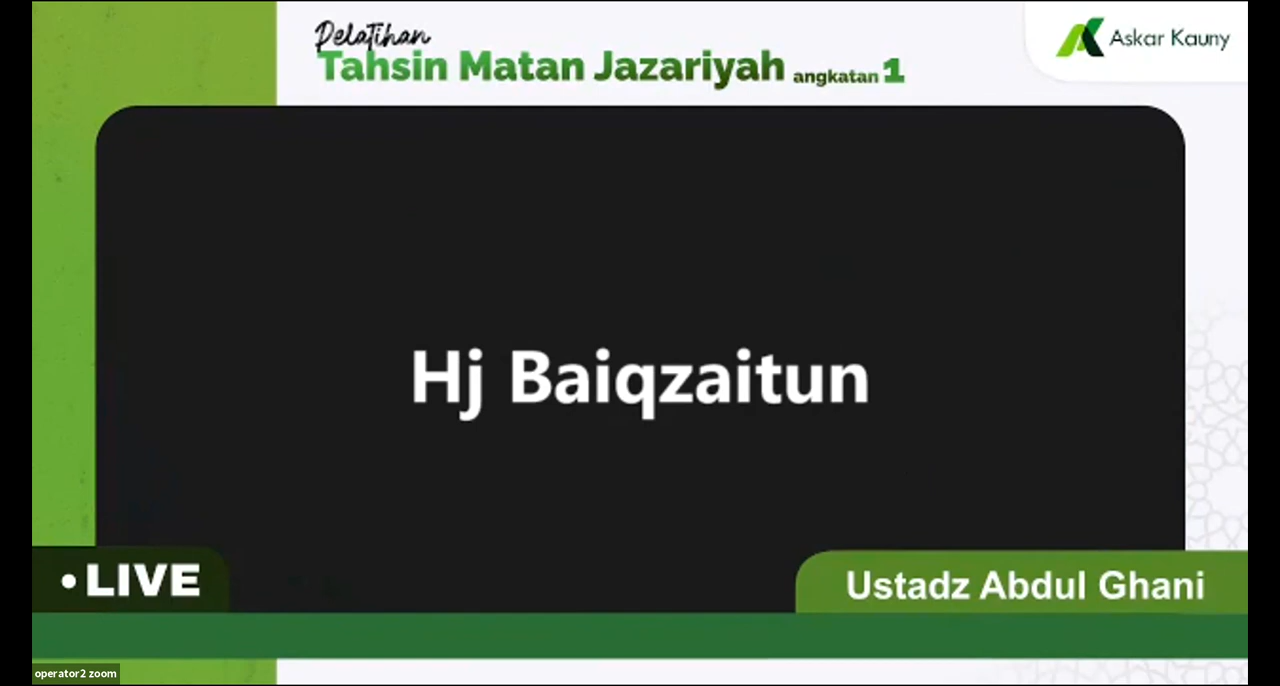 Pelatihan
Askar Kauny
Tahsin Matan Jazariyah angkatan 1
Hj Baiqzaitun
• LIVE
Ustadz Abdul Ghani
operator2 zoom